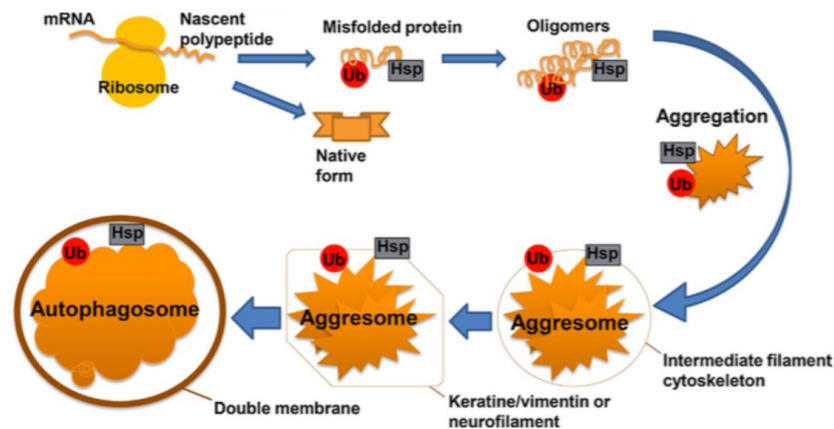 mRNA
Nascent
polypeptide
Ribosome
Misfolded protein
Ub
Hsp
Oligomers
Hsp
Ub
Native
form
Aggregation
Hsp
Ub
Ub
Hsp
Autophagosome
Double membrane
Ub
Hsp
Aggresome
Keratine/vimentin or
neurofilament
Ub
Hsp
Aggresome
Intermediate filament
cytoskeleton